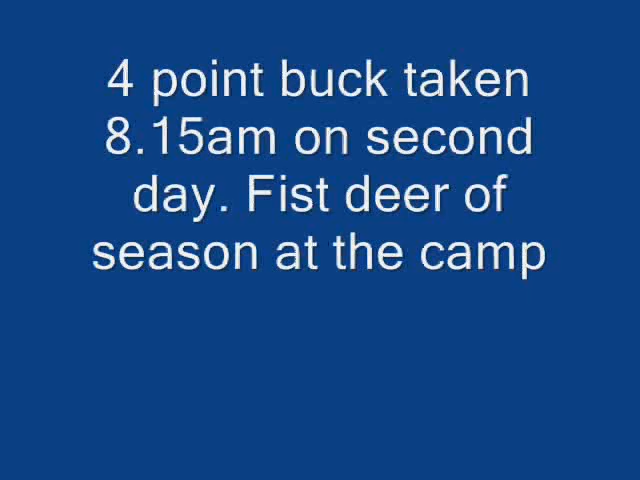 4 point buck taken
8.15am on second
day. Fist deer of
season at the camp